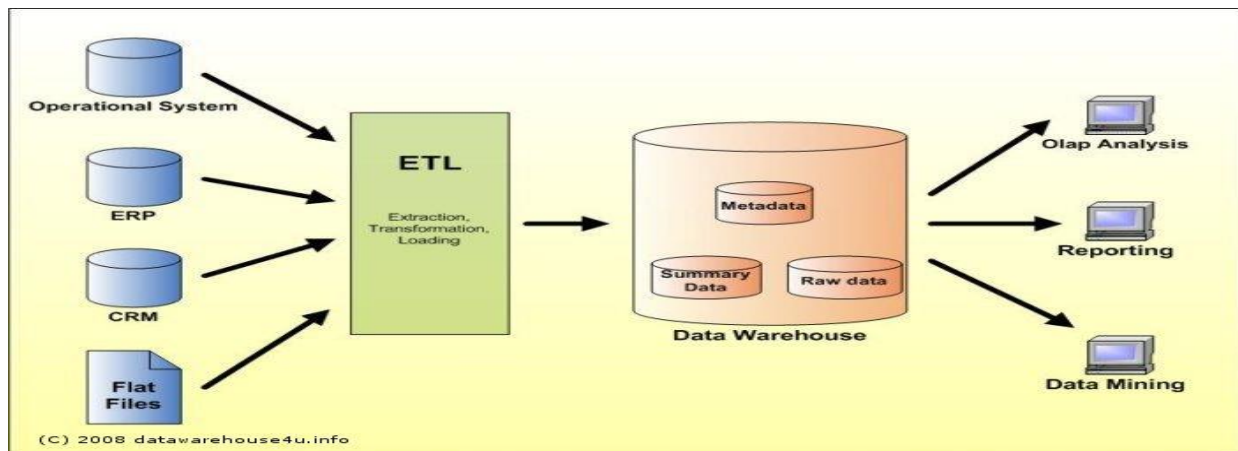 Operational System
ERP
CRM
Flat
Files
(C) 2008 datawarehouse4u.info
ETL
Extraction,
Transformation,
Loading
Metadata
Summary
Data
Raw data
Data Warehouse
Olap Analysis
Reporting
Data Mining